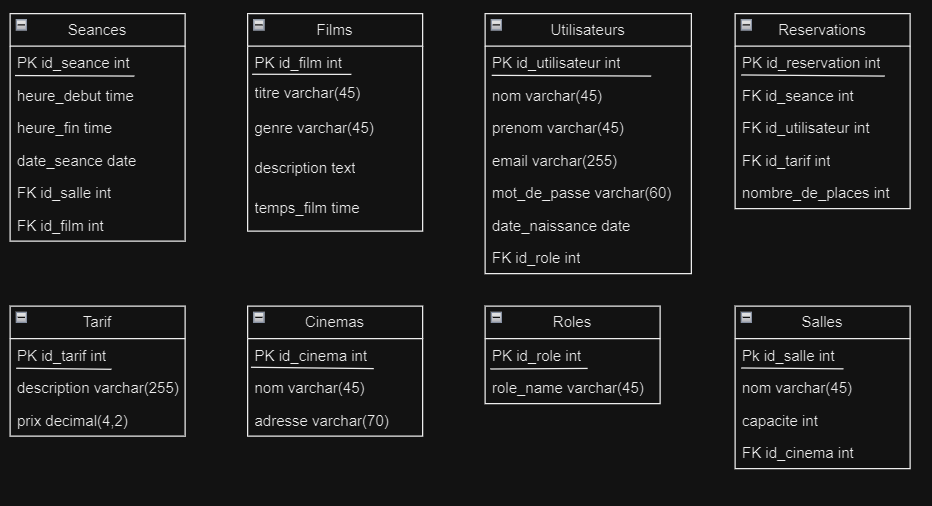 Seances
PK id_seance int
heure_debut time
heure_fin time
date_seance date
FK id_salle int
FK id_film int
Films
PK id_film int
titre varchar(45)
genre varchar(45)
description text
temps_film time
Utilisateurs
PK id_utilisateur int
nom varchar(45)
prenom varchar(45)
email varchar(255)
mot_de_passe varchar(60)
date_naissance date
FK id_role int
Reservations
PK id_reservation int
FK id_seance int
FK id_utilisateur int
FK id_tarif int
nombre_de_places int
Tarif
PK id_tarif int
description varchar(255)
prix decimal(4,2)
Cinemas
PK id_cinema int
nom varchar(45)
adresse varchar(70)
Roles
PK id_role int
role_name varchar(45)
Salles
Pk id_salle int
nom varchar(45)
capacite int
FK id_cinema int